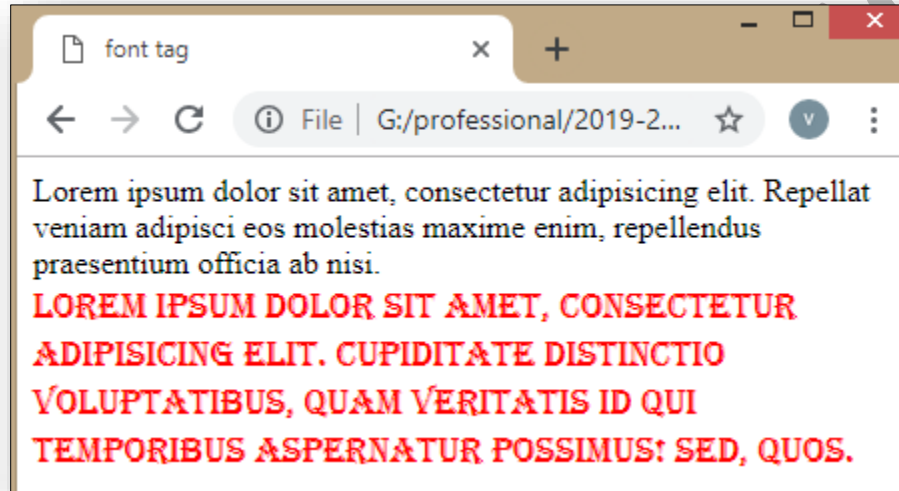 font tag
File G:/professional/2019-2...
V
Lorem ipsum dolor sit amet, consectetur adipisicing elit. Repellat
veniam adipisci eos molestias maxime enim, repellendus
praesentium officia ab nisi.
LOREM IPSUM DOLOR SIT AMET, CONSECTETUR
ADIPISICING ELIT. CUPIDITATE DISTINCTIO
VOLUPTATIBUS, QUAM VERITATIS ID QUI
TEMPORIBUS ASPERNATUR POSSIMUS! SED, QUOS.